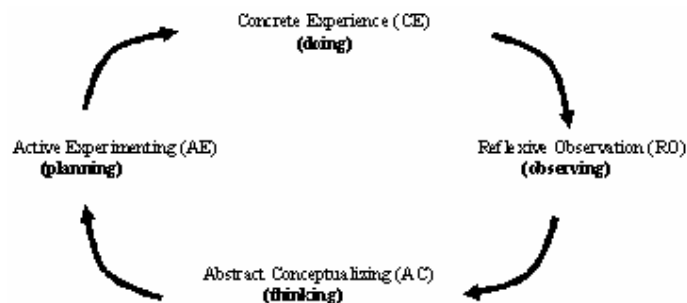 Concrete Experience (CE)
(doing)
Active Experimenting (AE)
(planning)
Reflexive Observation (RO)
(observing)
Abstract Conceptualizing (AC)
(thinking)